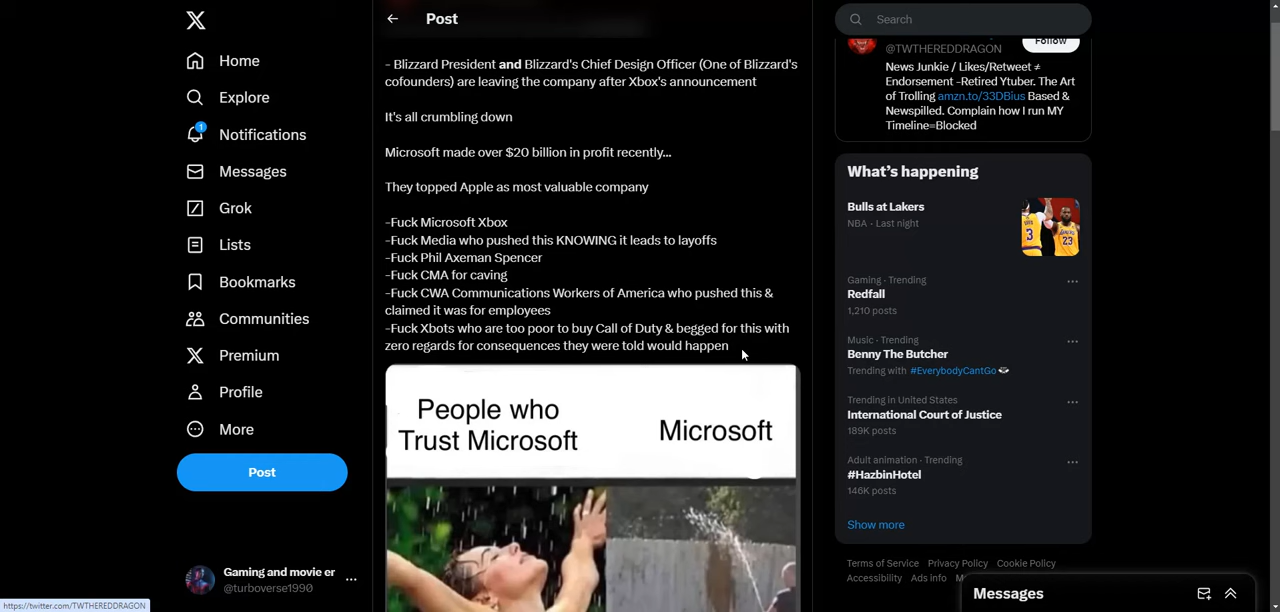 Home
Explore
1
Notifications
Messages
Grok
Lists
Bookmarks
Communities
Premium
Profile
More
Post
Gaming and movie er
@turboverse1990
https://twitter.com/TWTHEREDDRAGON
Post
- Blizzard President and Blizzard's Chief Design Officer (One of Blizzard's
cofounders) are leaving the company after Xbox's announcement
It's all crumbling down
Microsoft made over $20 billion in profit recently...
They topped Apple as most valuable company
-Fuck Microsoft Xbox
-Fuck Media who pushed this KNOWING it leads to layoffs
-Fuck Phil Axeman Spencer
-Fuck CMA for caving
-Fuck CWA Communications Workers of America who pushed this &
claimed it was for employees
-Fuck Xbots who are too poor to buy Call of Duty & begged for this with
zero regards for consequences they were told would happen
People who
Trust Microsoft
Microsoft
Search
@TWTHEREDDRAGON
Follow
News Junkie / Likes/Retweet ≠
Endorsement -Retired Ytuber. The Art
of Trolling amzn.to/33DBius Based &
Newspilled. Complain how I run MY
Timeline=Blocked
What's happening
Bulls at Lakers
NBA · Last night
Gaming · Trending
Redfall
1,210 posts
Music · Trending
Benny The Butcher
Trending with #EverybodyCantGo
Trending in United States
International Court of Justice
189K posts
Adult animation · Trending
#HazbinHotel
146K posts
Show more
Terms of Service Privacy Policy Cookie Policy
Accessibility Ads info
Messages